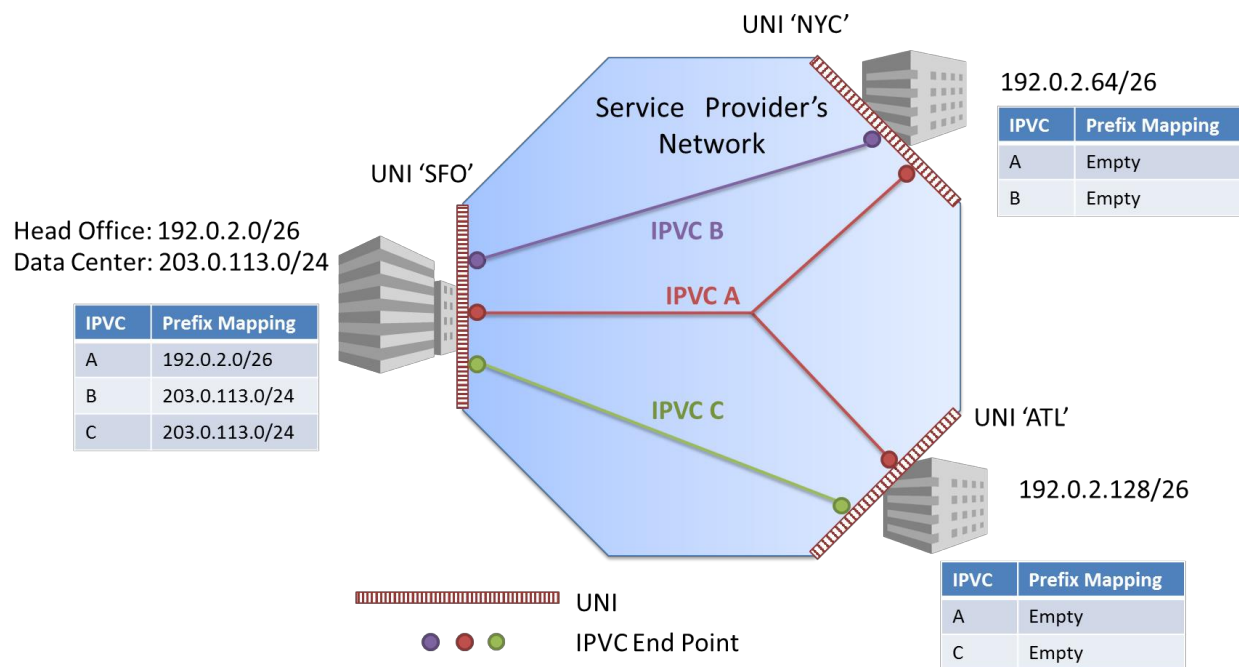 UNI ‘NYC’
192.0.2.64/26
IPVC Prefix Mapping
A Empty
B Empty
Service Provider’s
Network
UNI ‘SFO’
Head Office: 192.0.2.0/26
Data Center: 203.0.113.0/24
IPVC Prefix Mapping
A 192.0.2.0/26
B 203.0.113.0/24
C 203.0.113.0/24
IPVC B
IPVC A
IPVC C
UNI ‘ATL’
192.0.2.128/26
IPVC Prefix Mapping
A Empty
C Empty
UNI
IPVC End Point